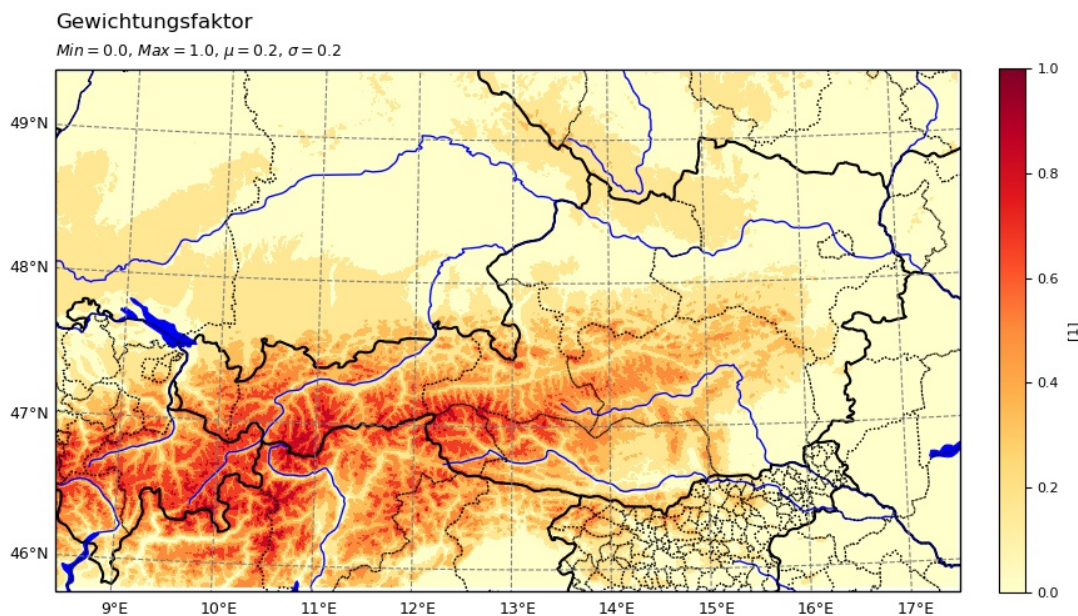 Gewichtungsfaktor
Min = 0.0, Max = 1.0, μ = 0.2, σ = 0.2
49°N
48°N
47°N
46°N
9°E 10°E 11°E 12°E 13°E 14°E 15°E 16°E 17°E
1.0
0.8
0.6
0.4
0.2
0.0
[1]